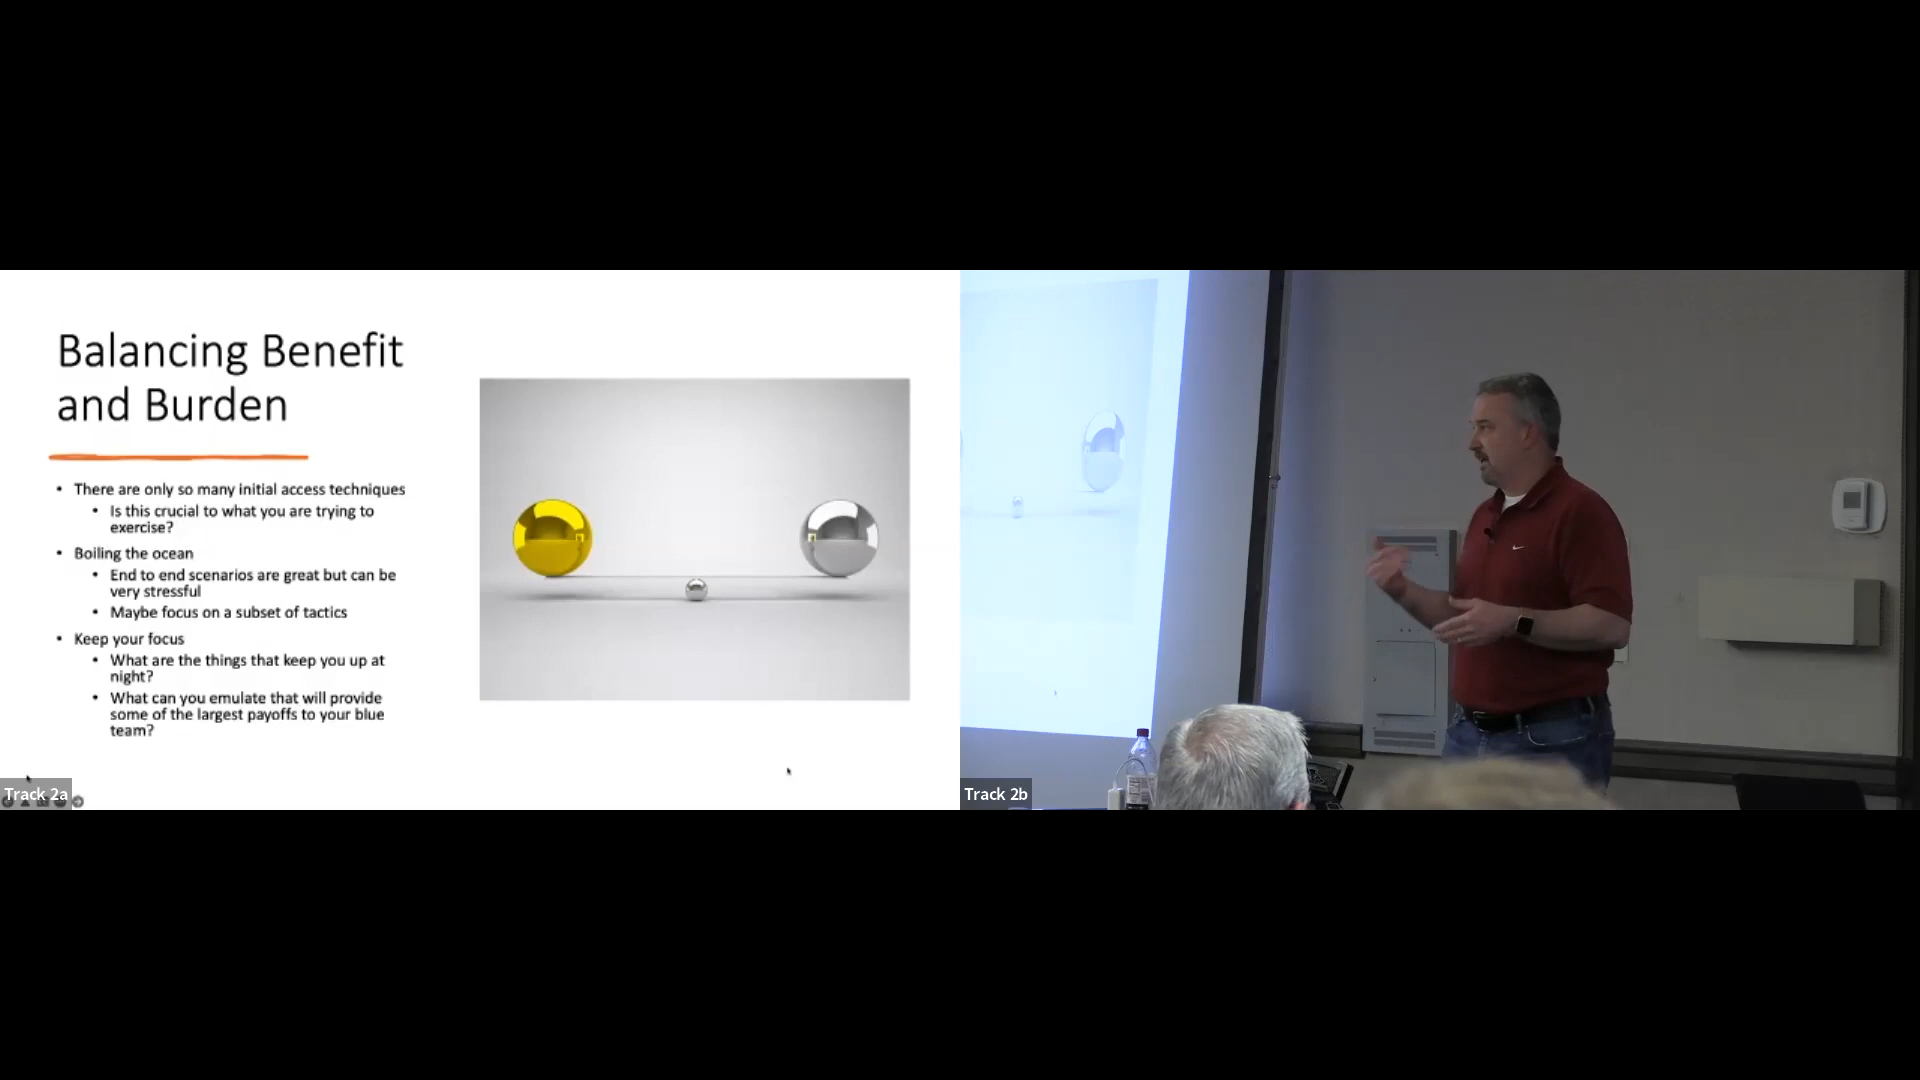 Balancing Benefit
and Burden
• There are only so many initial access techniques
• Is this crucial to what you are trying to
exercise?
• Boiling the ocean
• End to end scenarios are great but can be
very stressful
• Maybe focus on a subset of tactics
• Keep your focus
• What are the things that keep you up at
night?
• What can you emulate that will provide
some of the largest payoffs to your blue
team?
Track 2a
Track 2b